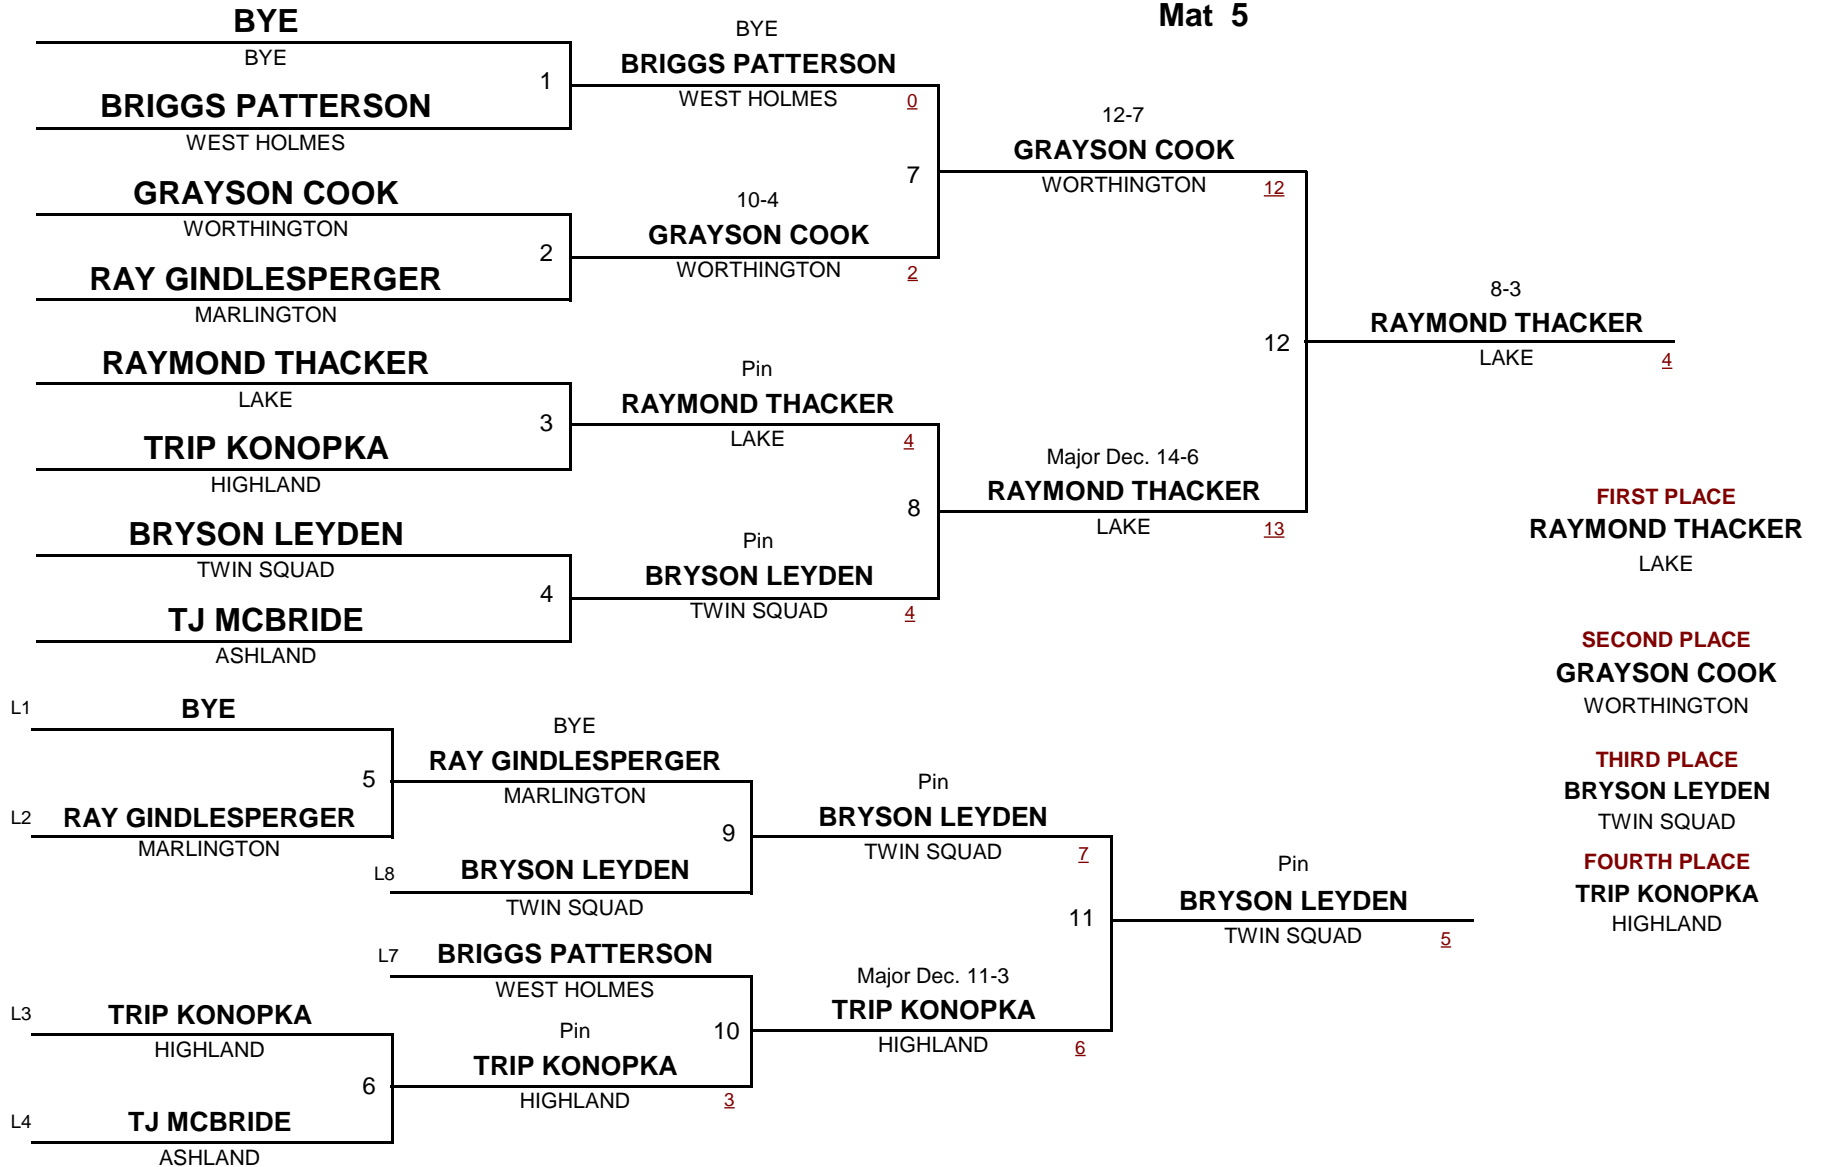 Mat 5
BYE
BYE
1
BRIGGS PATTERSON
WEST HOLMES
GRAYSON COOK
WORTHINGTON
2
RAY GINDLESPERGER
MARLINGTON
RAYMOND THACKER
LAKE
3
TRIP KONOPKA
HIGHLAND
BRYSON LEYDEN
TWIN SQUAD
4
TJ MCBRIDE
ASHLAND
BYE
BRIGGS PATTERSON
WEST HOLMES
0
7
10-4
GRAYSON COOK
WORTHINGTON
2
Pin
RAYMOND THACKER
LAKE
4
8
Pin
BRYSON LEYDEN
TWIN SQUAD
4
12-7
GRAYSON COOK
WORTHINGTON
12
12
Major Dec. 14-6
RAYMOND THACKER
LAKE
13
8-3
RAYMOND THACKER
LAKE
4
L1
BYE
5
L2
RAY GINDLESPERGER
MARLINGTON
BYE
RAY GINDLESPERGER
MARLINGTON
9
L8
BRYSON LEYDEN
TWIN SQUAD
L7
BRIGGS PATTERSON
WEST HOLMES
10
L3
TRIP KONOPKA
HIGHLAND
6
L4
TJ MCBRIDE
ASHLAND
Pin
TRIP KONOPKA
HIGHLAND
3
Pin
BRYSON LEYDEN
TWIN SQUAD
7
11
Major Dec. 11-3
TRIP KONOPKA
HIGHLAND
6
Pin
BRYSON LEYDEN
TWIN SQUAD
5
FIRST PLACE
RAYMOND THACKER
LAKE
SECOND PLACE
GRAYSON COOK
WORTHINGTON
THIRD PLACE
BRYSON LEYDEN
TWIN SQUAD
FOURTH PLACE
TRIP KONOPKA
HIGHLAND